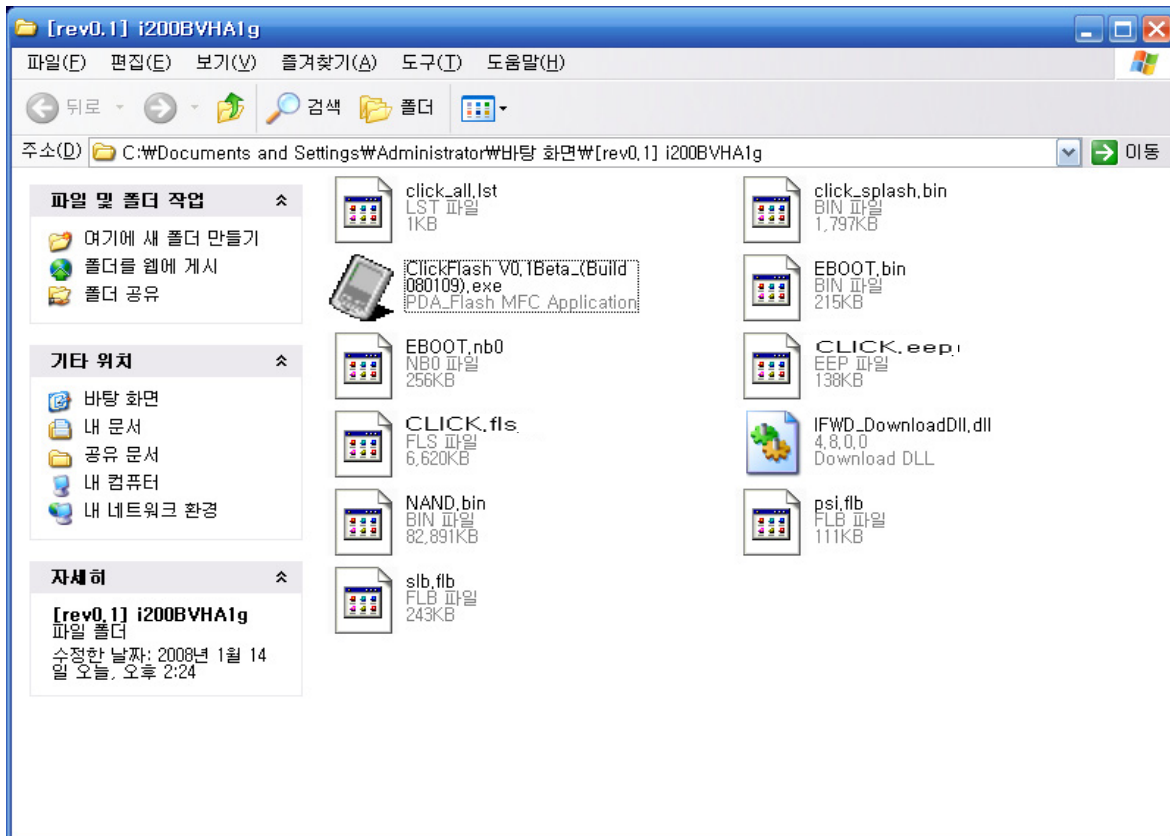 [rev0.1] i200BVHA1g
파일(F) 편집(E) 보기(V) 즐겨찾기(A) 도구(T) 도움말(H)
뒤로 검색 폴더
주소(D) C:₩Documents and Settings₩Administrator₩바탕 화면₩[rev0.1] i200BVHA1g 이동
파일 및 폴더 작업
여기에 새 폴더 만들기
폴더를 웹에 게시
폴더 공유
기타 위치
바탕 화면
내 문서
공유 문서
내 컴퓨터
내 네트워크 환경
자세히
[rev0.1] i200BVHA1g
파일 폴더
수정한 날짜: 2008년 1월 14
일 오늘, 오후 2:24
click_all.lst
LST 파일
1KB
click_splash.bin
BIN 파일
1,797KB
ClickFlash V0.1Beta_(Build
080109).exe
PDA_Flash MFC Application
EBOOT.bin
BIN 파일
215KB
EBOOT.nb0
NB0 파일
256KB
CLICK.eep
EEP 파일
138KB
CLICK.fls
FLS 파일
6,620KB
IFWD_DownloadDll.dll
4.8.0.0
Download DLL
NAND.bin
BIN 파일
82,891KB
psi.flb
FLB 파일
111KB
slb.flb
FLB 파일
243KB